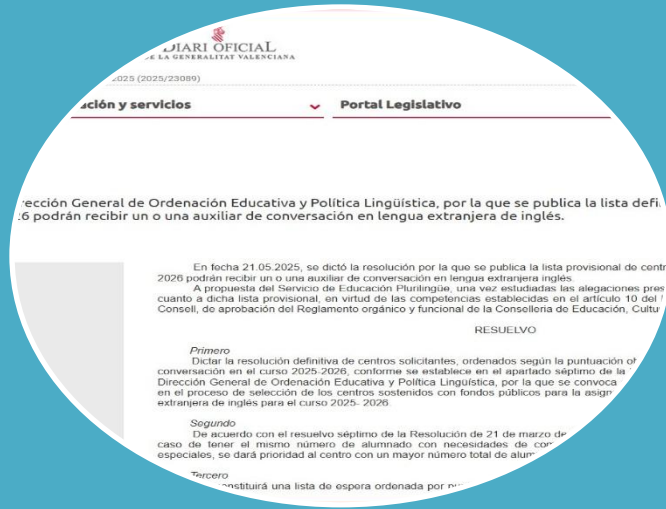 DIARI OFICIAL
DE LA GENERALITAT VALENCIANA
2025 (2025/23089)
ación y servicios
Portal Legislativo
rección General de Ordenación Educativa y Política Lingüística, por la que se publica la lista defi
26 podrán recibir un o una auxiliar de conversación en lengua extranjera de inglés.
En fecha 21.05.2025, se dictó la resolución por la que se publica la lista provisional de centr
2026 podrán recibir un o una auxiliar de conversación en lengua extranjera inglés.
A propuesta del Servicio de Educación Plurilingüe, una vez estudiadas las alegaciones pres
cuanto a dicha lista provisional, en virtud de las competencias establecidas en el artículo 10 del
Consell, de aprobación del Reglamento orgánico y funcional de la Conselleria de Educación, Cultu
RESUELVO
Primero
Dictar la resolución definitiva de centros solicitantes, ordenados según la puntuación ob
conversación en el curso 2025-2026, conforme se establece en el apartado séptimo de la
Dirección General de Ordenación Educativa y Política Lingüística, por la que se convoca
en el proceso de selección de los centros sostenidos con fondos públicos para la asign
extranjera de inglés para el curso 2025- 2026.
Segundo
De acuerdo con el resuelvo séptimo de la Resolución de 21 de marzo de
caso de tener el mismo número de alumnado con necesidades de com
especiales, se dará prioridad al centro con un mayor número total de alum
Tercero
constituirá una lista de espera ordenada por